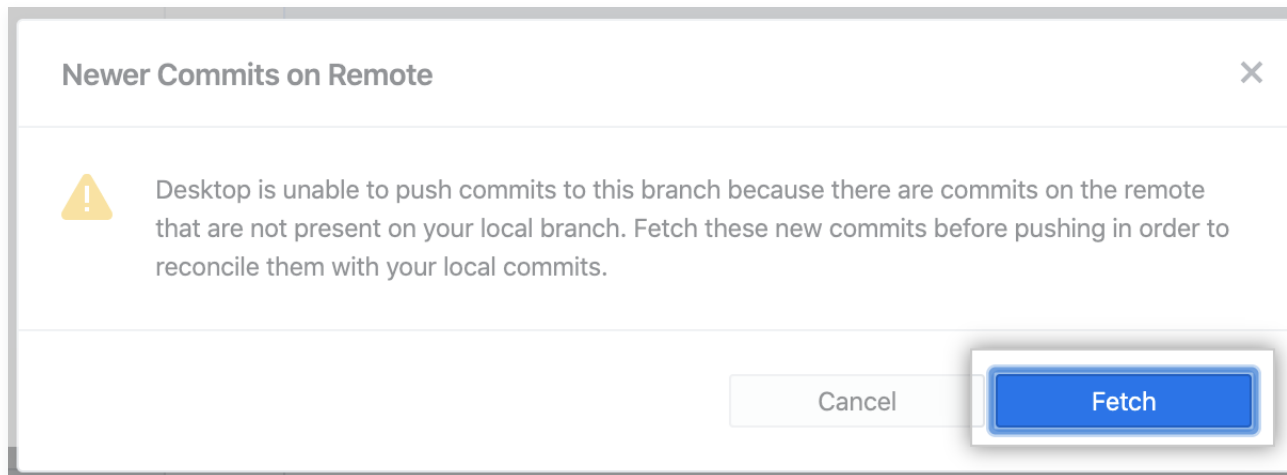 Newer Commits on Remote
Desktop is unable to push commits to this branch because there are commits on the remote
that are not present on your local branch. Fetch these new commits before pushing in order to
reconcile them with your local commits.
Cancel
Fetch